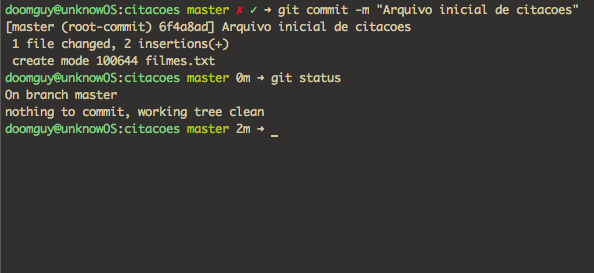 doomguy@unknowOS:citacoes master ✗ ✓ ➜ git commit -m "Arquivo inicial de citacoes"
[master (root-commit) 6f4a8ad] Arquivo inicial de citacoes
 1 file changed, 2 insertions(+)
 create mode 100644 filmes.txt
doomguy@unknowOS:citacoes master 0m ➜ git status
On branch master
nothing to commit, working tree clean
doomguy@unknowOS:citacoes master 2m ➜ _